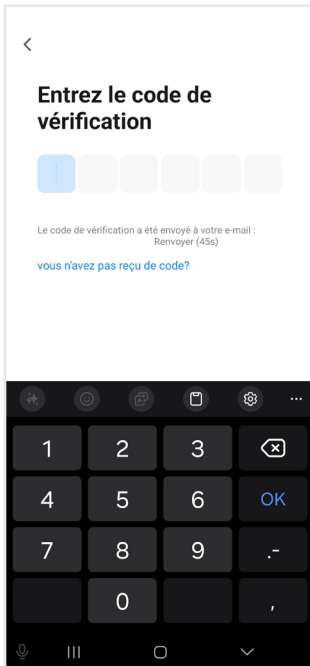 Entrez le code de
vérification
Le code de vérification a été envoyé à votre e-mail :
Renvoyer (45s)
vous n'avez pas reçu de code?
1 2 3
4 5 6 OK
7 8 9 .-
0 ,